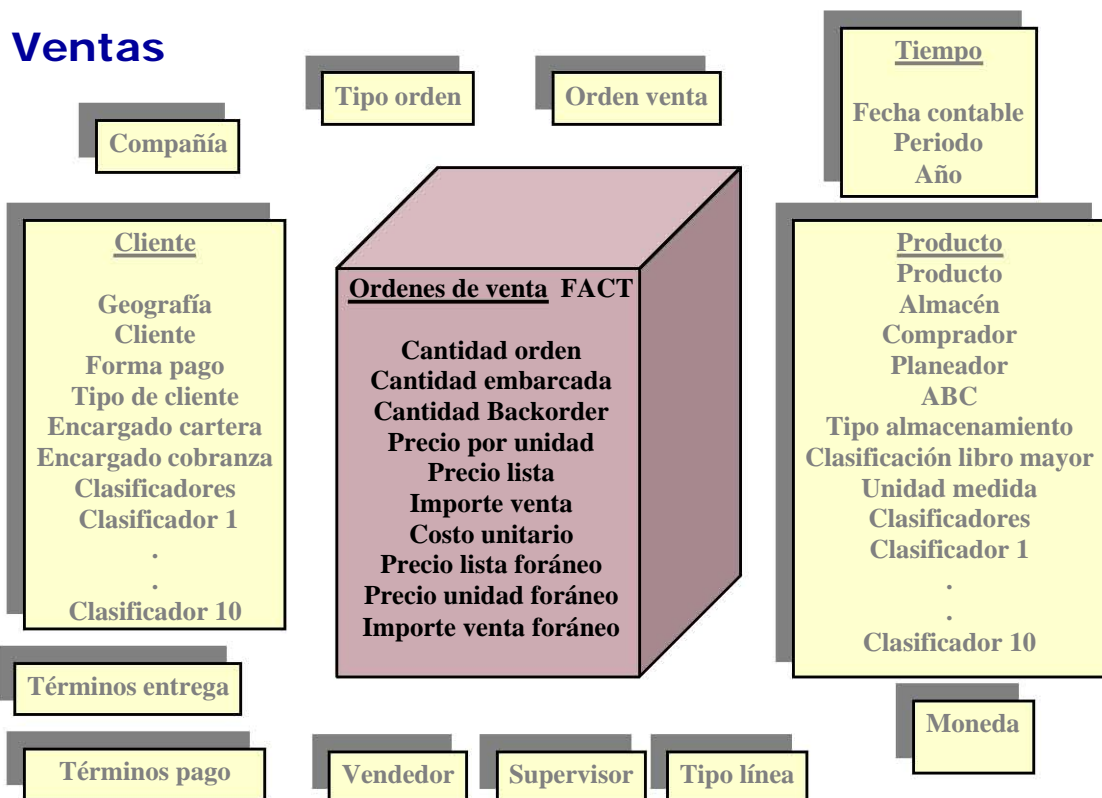 Ventas
Tipo orden
Orden venta
Tiempo
Fecha contable
Periodo
Año
Compañía
Cliente
Geografía
Cliente
Forma pago
Tipo de cliente
Encargado cartera
Encargado cobranza
Clasificadores
Clasificador 1
.
.
Clasificador 10
Ordenes de venta FACT
Cantidad orden
Cantidad embarcada
Cantidad Backorder
Precio por unidad
Precio lista
Importe venta
Costo unitario
Precio lista foráneo
Precio unidad foráneo
Importe venta foráneo
Producto
Producto
Almacén
Comprador
Planeador
ABC
Tipo almacenamiento
Clasificación libro mayor
Unidad medida
Clasificadores
Clasificador 1
.
.
Clasificador 10
Términos entrega
Términos pago
Vendedor
Supervisor
Tipo línea
Moneda